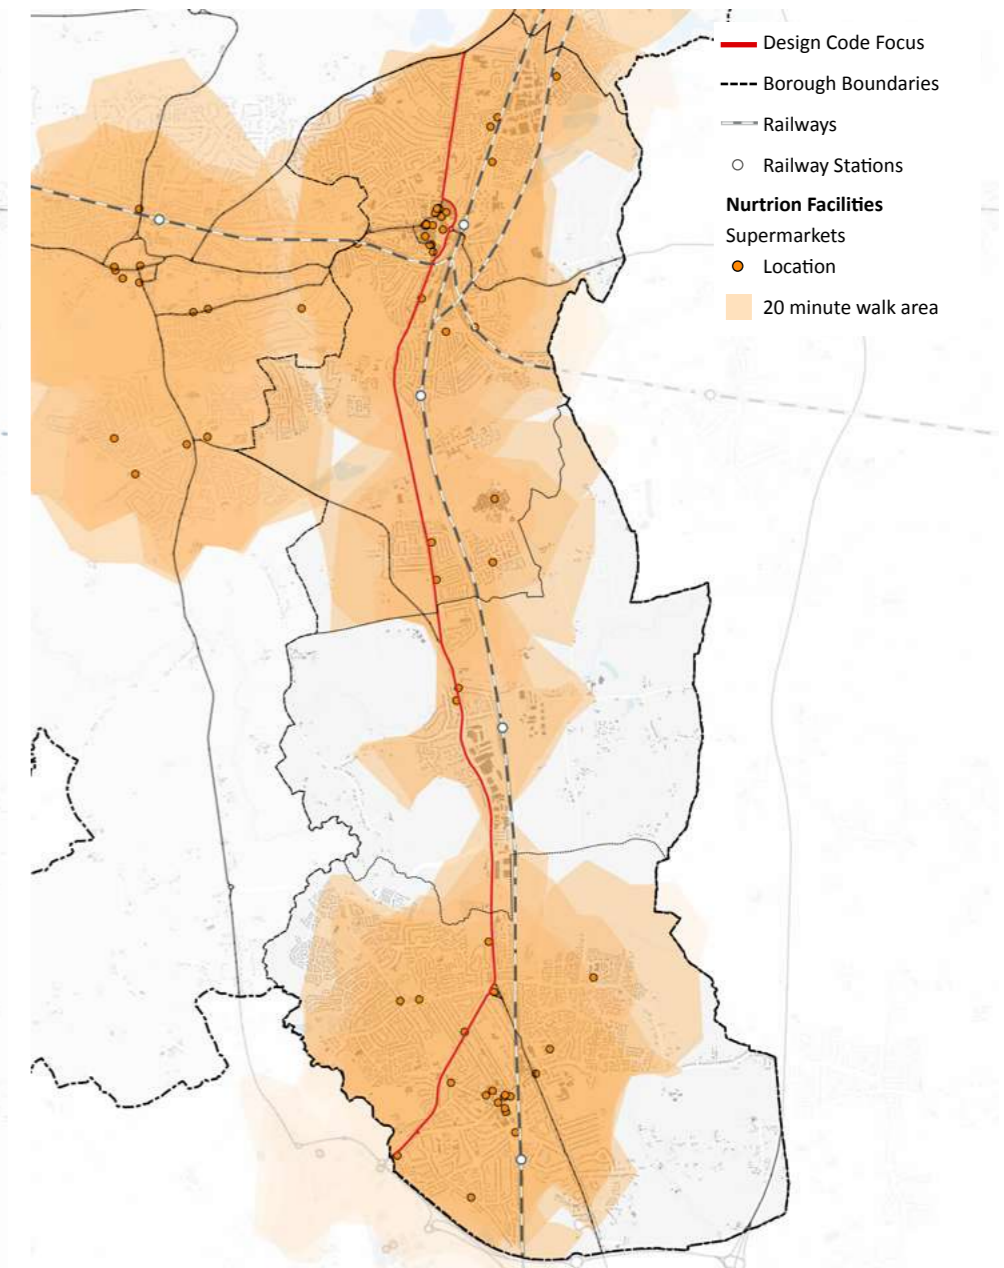 Design Code Focus
Borough Boundaries
Railways
Railway Stations
Nurtrion Facilities
Supermarkets
Location
20 minute walk area